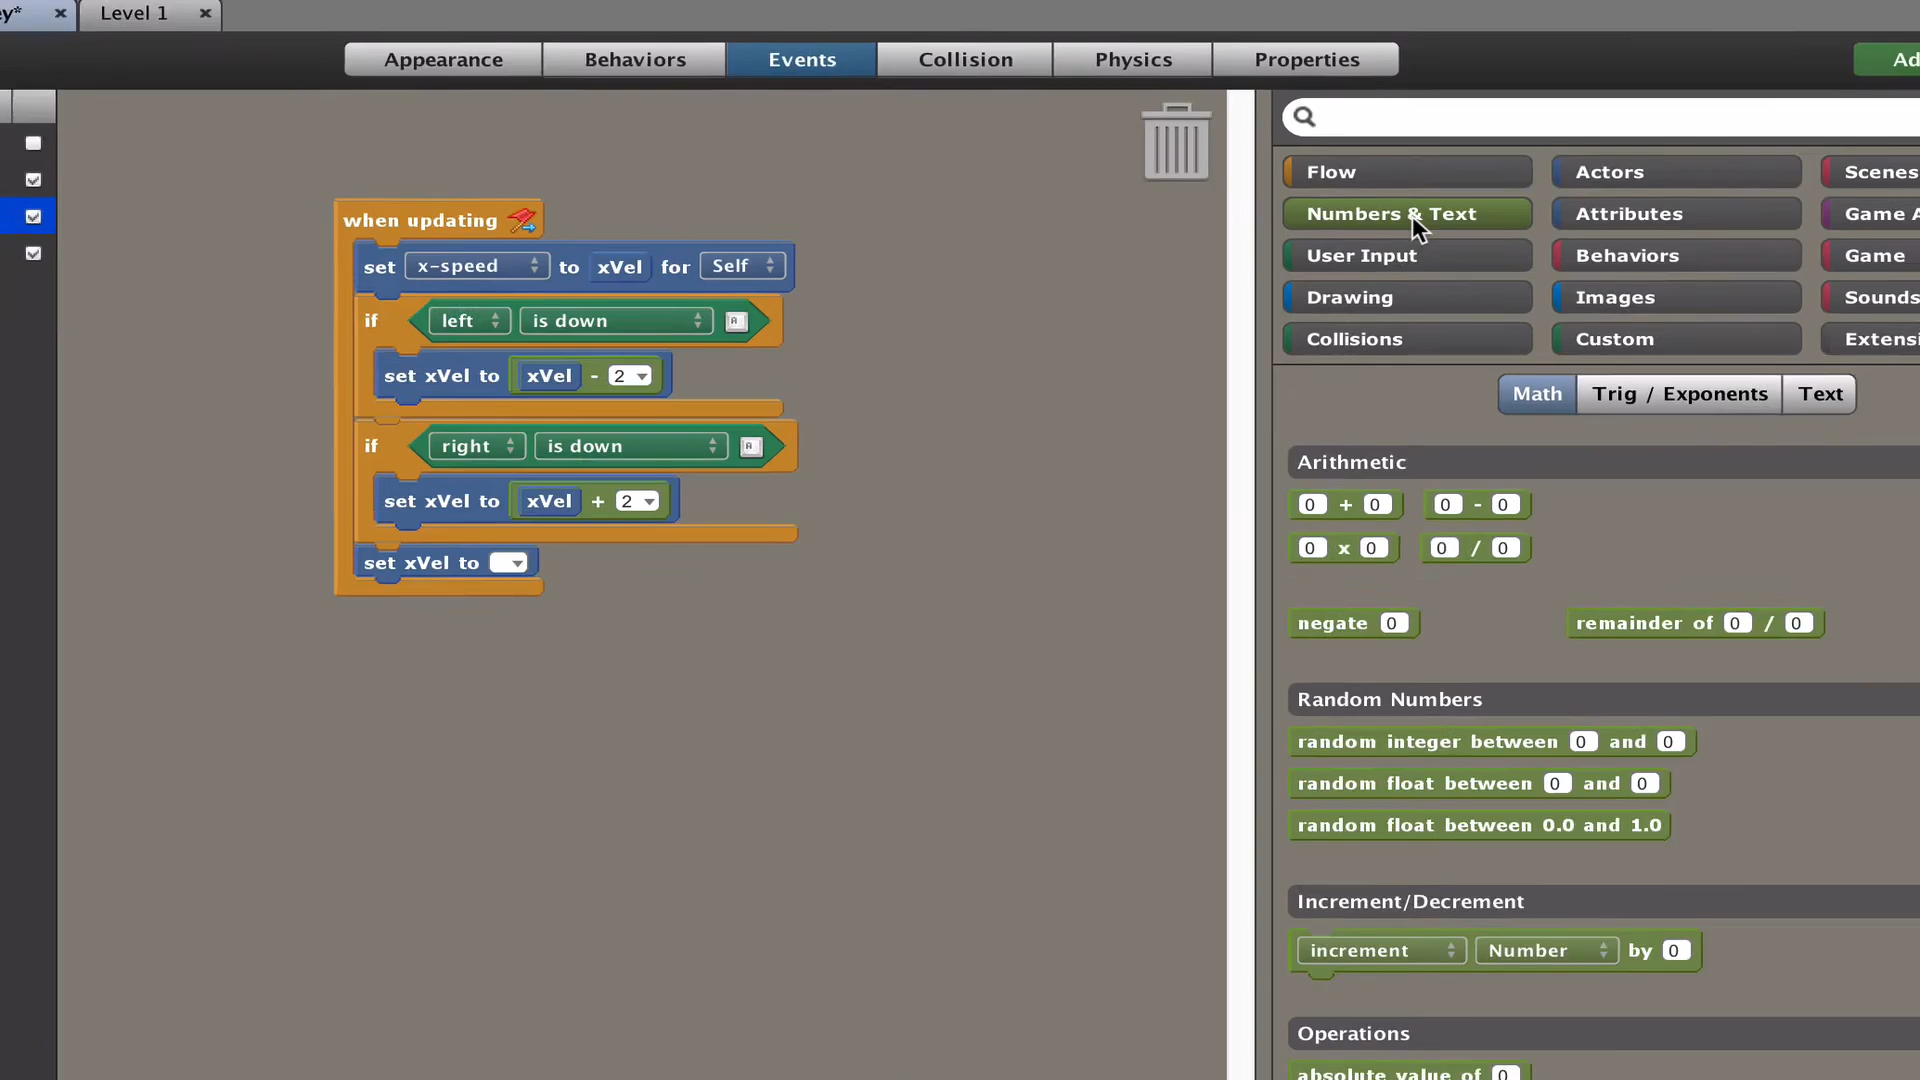 ey*
Level 1
Appearance
Behaviors
Events
Collision
Physics
Properties
Ad
when updating
set x-speed to xVel for Self
if left is down
set xVel to xVel - 2
if right is down
set xVel to xVel + 2
set xVel to
Flow
Actors
Scenes
Numbers & Text
Attributes
Game A
User Input
Behaviors
Game
Drawing
Images
Sounds
Collisions
Custom
Extensi
Math
Trig / Exponents
Text
Arithmetic
0 + 0
0 - 0
0 x 0
0 / 0
negate 0
remainder of 0 / 0
Random Numbers
random integer between 0 and 0
random float between 0 and 0
random float between 0.0 and 1.0
Increment/Decrement
increment Number by 0
Operations
absolute value of 0